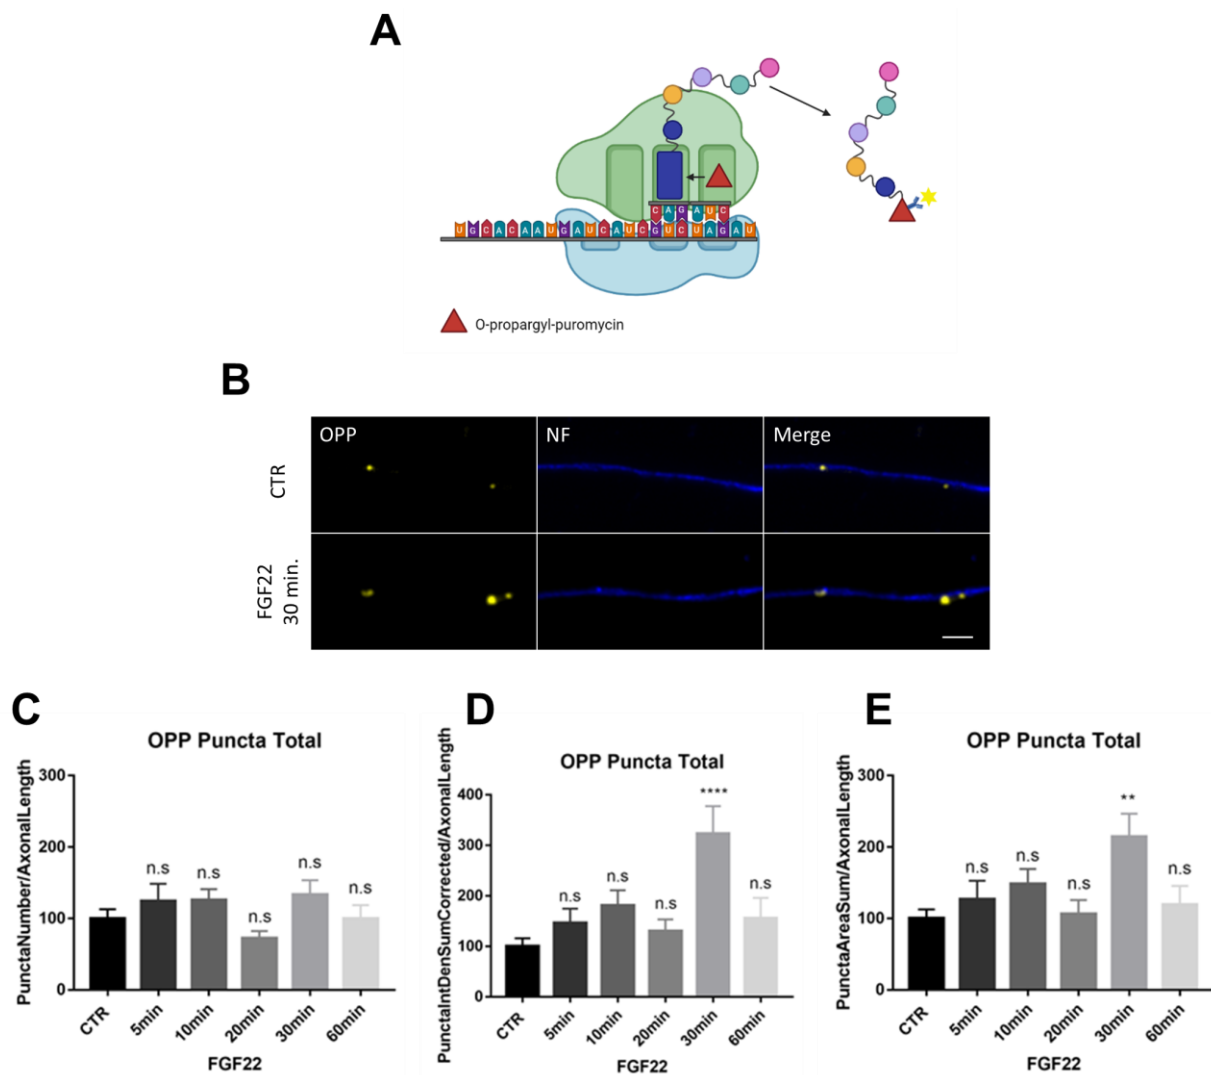 A
C A G A U C
U G C A C A A U G A U C A U C G U C U A G A U
O-propargyl-puromycin
B
OPP NF Merge
CTR
FGF22
30 min.
C
OPP Puncta Total
PunctaNumber/AxonalLength
300
200
100
0
n.s
n.s
n.s
n.s
n.s
CTR 5min 10min 20min 30min 60min
FGF22
D
OPP Puncta Total
PunctaIntDenSumCorrected/AxonalLength
400
300
200
100
0
n.s
n.s
n.s
****
n.s
CTR 5min 10min 20min 30min 60min
FGF22
E
OPP Puncta Total
PunctaAreaSum/AxonalLength
300
200
100
0
n.s
n.s
n.s
**
n.s
CTR 5min 10min 20min 30min 60min
FGF22